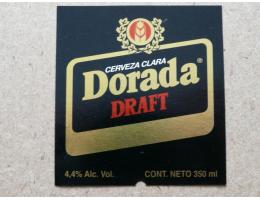 CERVEZA CLARA
Dorada®
DRAFT
4,4% Alc. Vol. CONT. NETO 350 ml